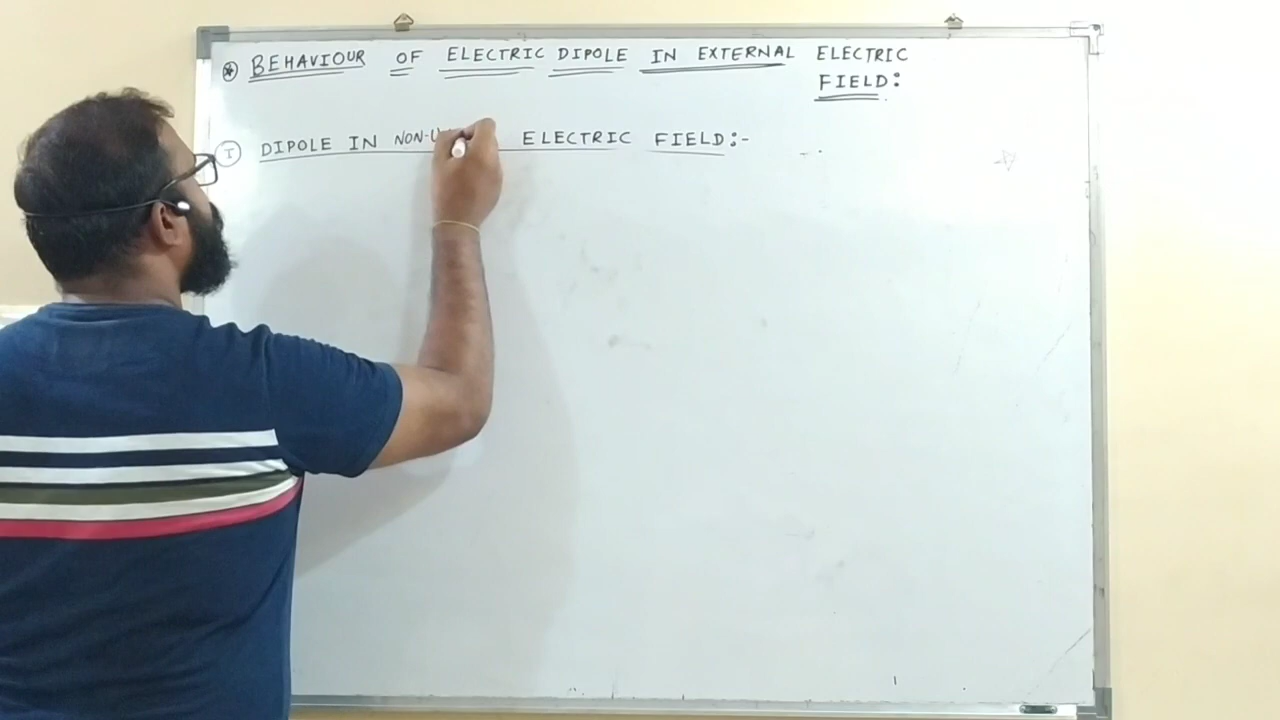 * BEHAVIOUR OF ELECTRIC DIPOLE IN EXTERNAL ELECTRIC
FIELD:
I DIPOLE IN NON-U ELECTRIC FIELD:-